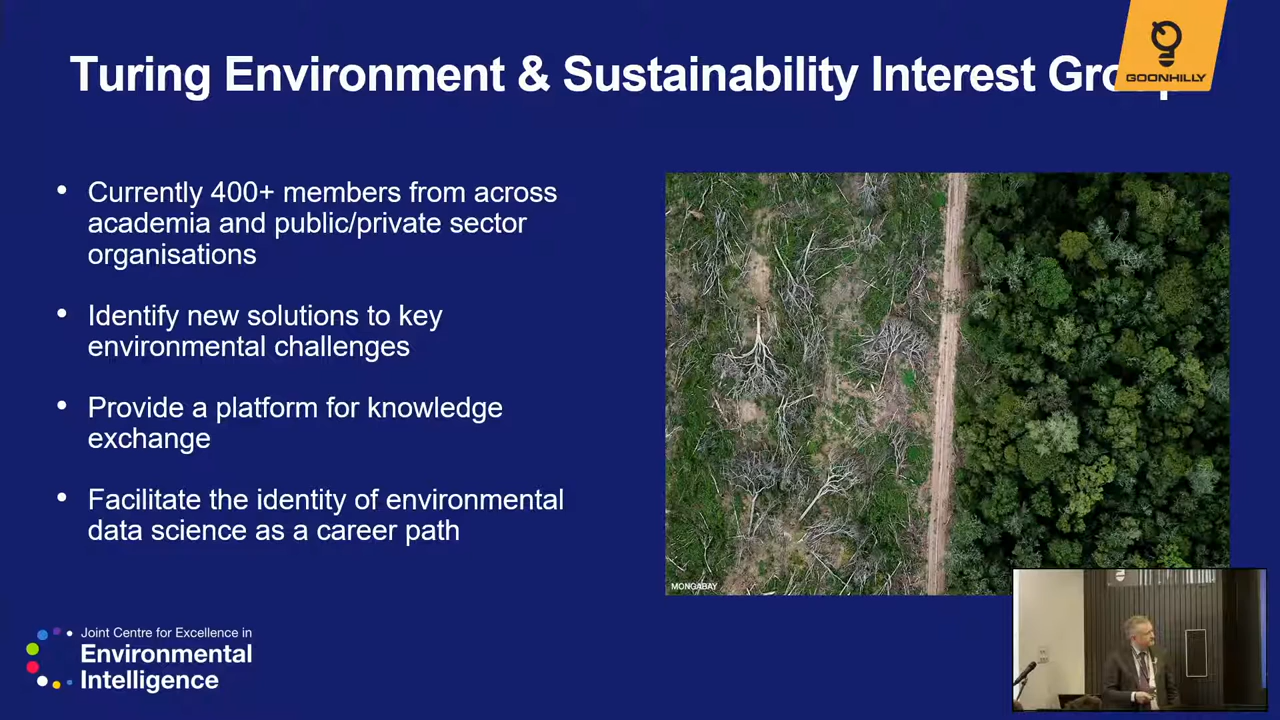 Turing Environment & Sustainability Interest Group
GOONHILLY
• Currently 400+ members from across
academia and public/private sector
organisations
• Identify new solutions to key
environmental challenges
• Provide a platform for knowledge
exchange
• Facilitate the identity of environmental
data science as a career path
MONGABAY
Joint Centre for Excellence in
Environmental
Intelligence